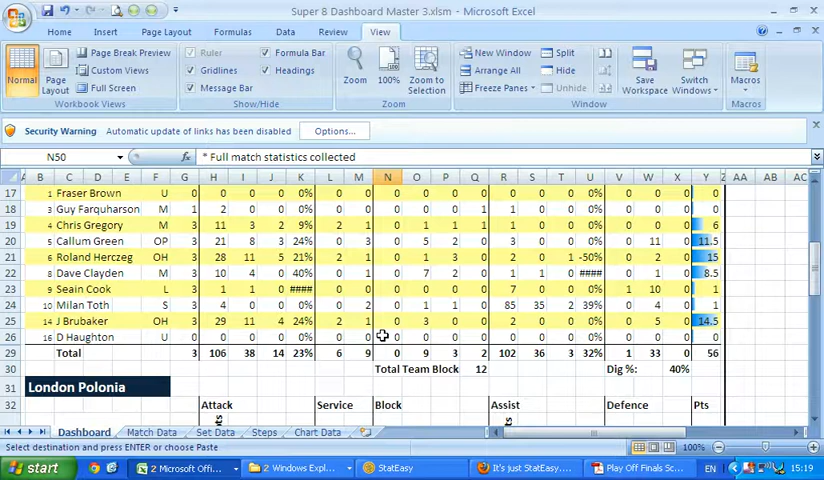 Super 8 Dashboard Master 3.xlsm - Microsoft Excel
Home Insert Page Layout Formulas Data Review View
Normal Page Layout Page Break Preview Custom Views Full Screen
Workbook Views
Ruler Formula Bar
Gridlines Headings
Message Bar
Show/Hide
Zoom 100% Zoom to Selection
Zoom
New Window Split
Arrange All Hide
Freeze Panes Unhide
Save Workspace Switch Windows
Window
Macros
Macros
Security Warning Automatic update of links has been disabled Options...
N50 fx * Full match statistics collected
A B C D E F G H I J K L M N O P Q R S T U V W X Y Z AA AB AC
17 1 Fraser Brown U 0 0 0 0 0% 0 0 0 0 0 0 0 0 0 0% 0 0 0 0
18 3 Guy Farquharson M 1 2 0 0 0% 0 0 0 0 0 1 1 0 0 0% 0 0 0 0
19 4 Chris Gregory M 3 11 3 2 9% 2 1 0 1 1 0 0 0 0 0% 0 1 0 6
20 5 Callum Green OP 3 21 8 3 24% 0 3 0 5 2 0 3 0 0 0% 0 11 0 11.5
21 6 Roland Herczeg OH 3 28 11 5 21% 2 1 0 1 3 0 2 0 1 -50% 0 2 0 15
22 8 Dave Clayden M 3 10 4 0 40% 0 1 0 7 2 0 1 1 0 #### 0 1 0 8.5
23 9 Seain Cook L 3 1 1 0 #### 0 0 0 0 0 0 7 0 0 0% 1 10 0 1
24 10 Milan Toth S 3 4 0 0 0% 0 2 0 1 1 0 85 35 2 39% 0 4 0 1
25 14 J Brubaker OH 3 29 11 4 24% 2 1 0 3 0 0 2 0 0 0% 0 5 0 14.5
26 16 D Haughton U 0 0 0 0 0% 0 0 0 0 0 0 0 0 0 0% 0 0 0 0
29 Total 3 106 38 14 23% 6 9 0 9 3 2 102 36 3 32% 1 33 0 56
30 Total Team Block 12 Dig %: 40%
31 London Polonia
32 Attack Service Block Assist Defence Pts
Dashboard Match Data Set Data Steps Chart Data
Select destination and press ENTER or choose Paste 100%
start 2 Microsoft Offi... 2 Windows Expl... StatEasy It's just StatEasy... Play Off Finals Sc... EN 15:19